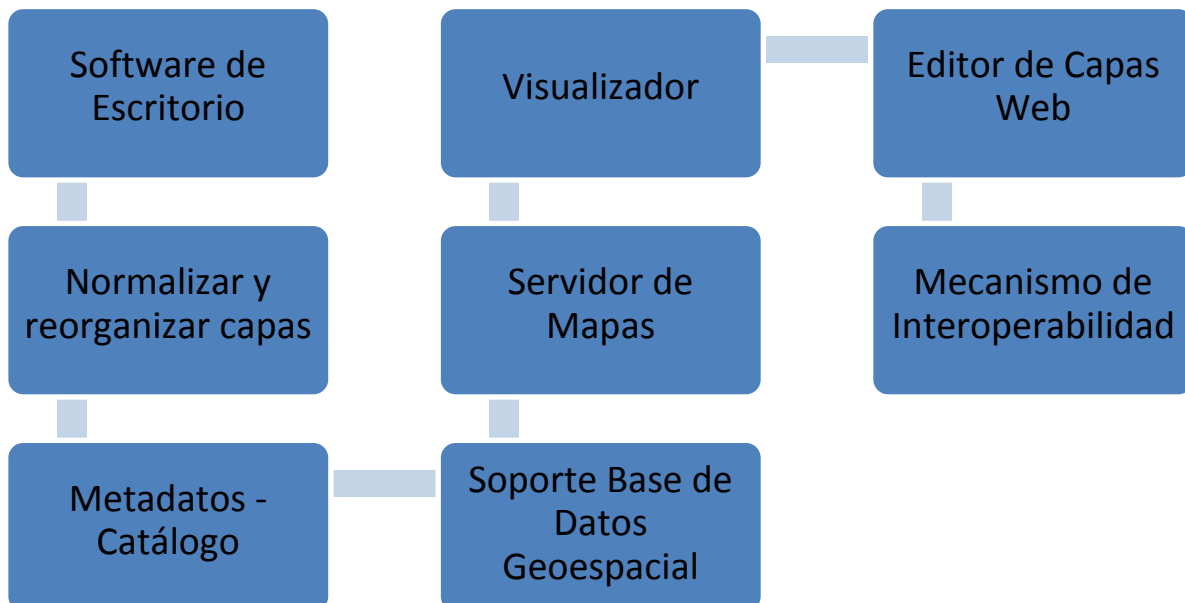 Software de
Escritorio
Normalizar y
reorganizar capas
Metadatos -
Catálogo
Soporte Base de
Datos
Geoespacial
Servidor de
Mapas
Visualizador
Editor de Capas
Web
Mecanismo de
Interoperabilidad